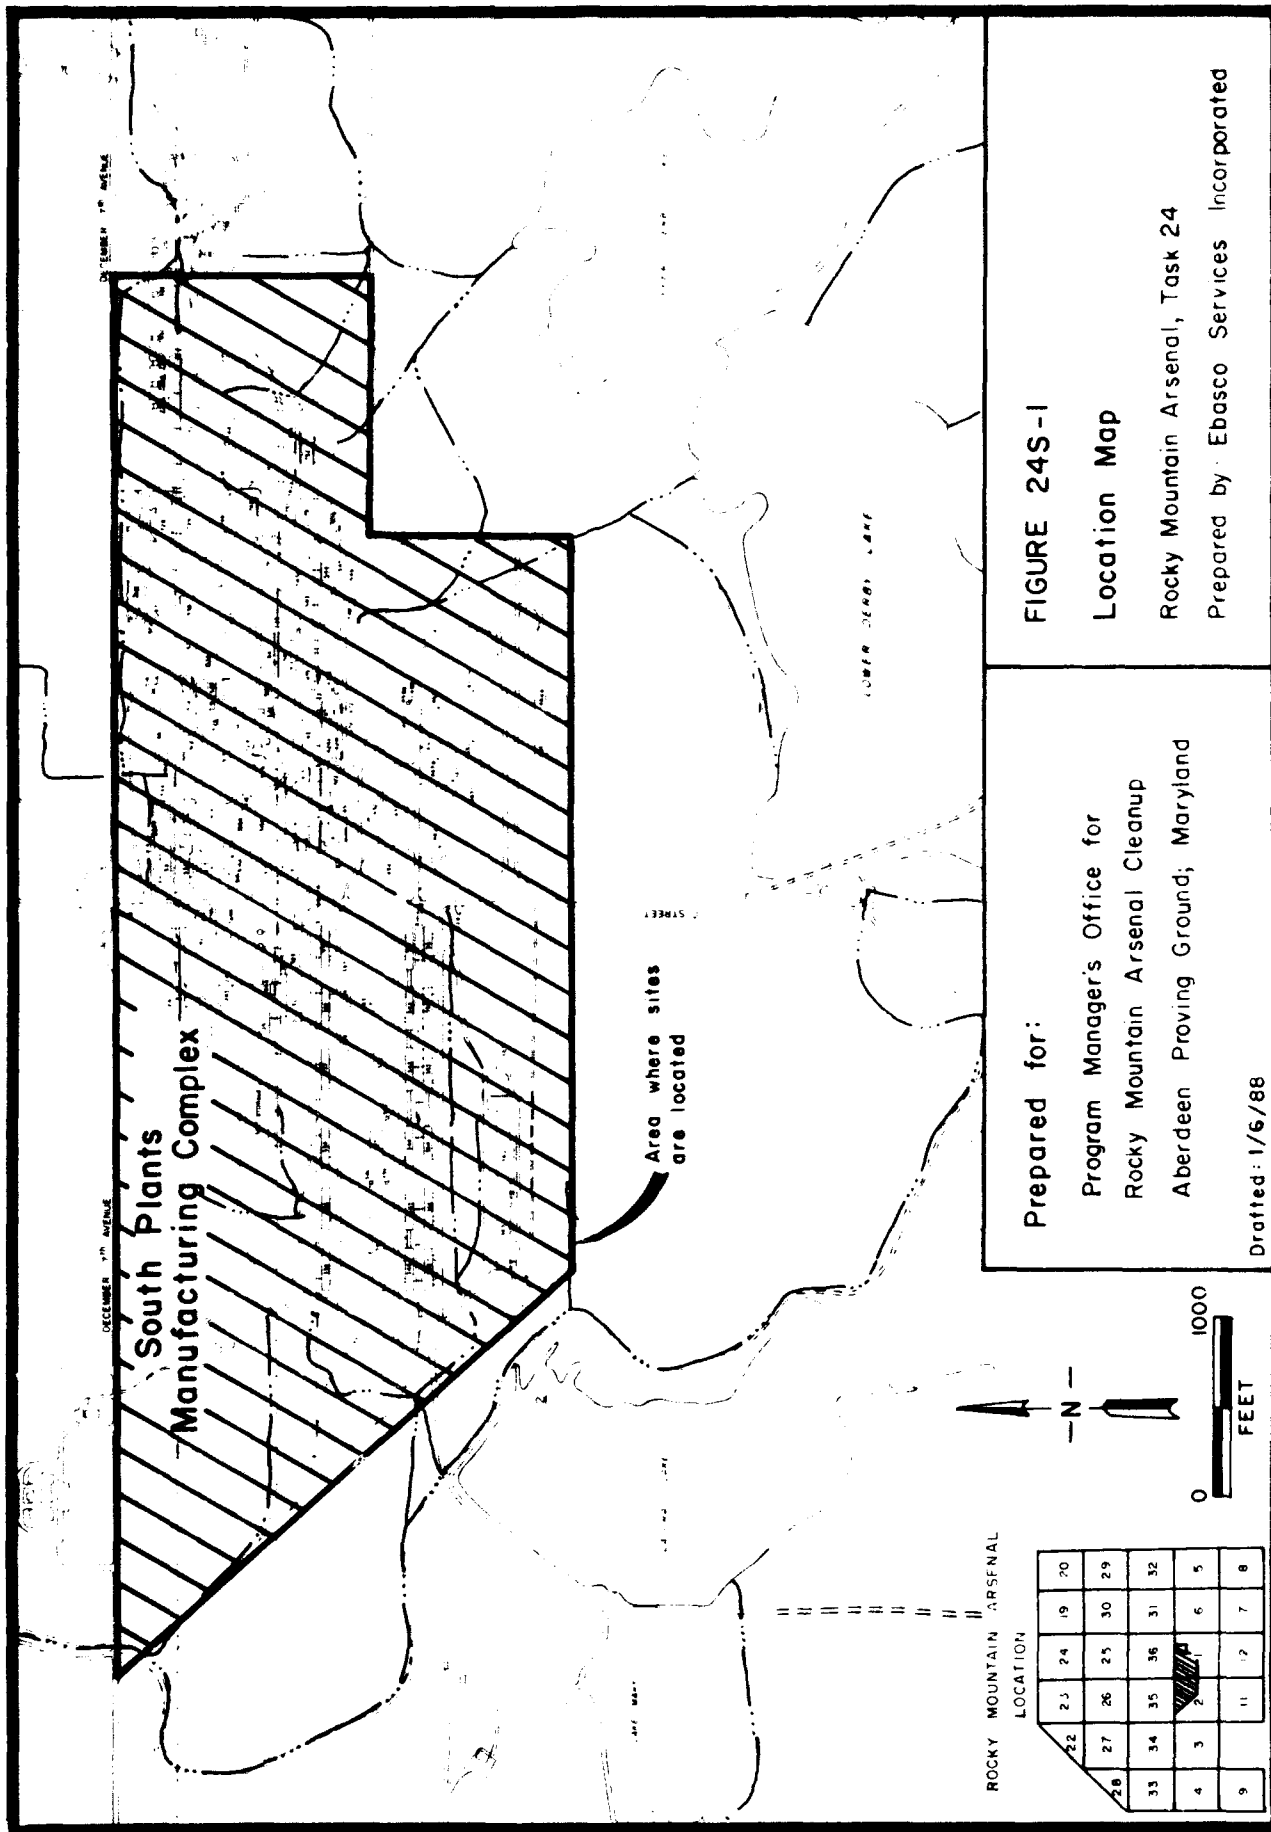 DECEMBER 7TH AVENUE
DECEMBER 7TH AVENUE
South Plants
Manufacturing Complex
Area where sites
are located
STREET
LOWER DERBY LAKE
LAKE
2
ROCKY MOUNTAIN ARSENAL
LOCATION
22 23 24 19 20
28 27 26 25 30 29
33 34 35 36 31 32
4 3 2 1 6 5
9 11 12 7 8
N
0 1000
FEET
Prepared for:
Program Manager's Office for
Rocky Mountain Arsenal Cleanup
Aberdeen Proving Ground; Maryland
Drafted: 1/6/88
FIGURE 24S-1
Location Map
Rocky Mountain Arsenal, Task 24
Prepared by: Ebasco Services Incorporated